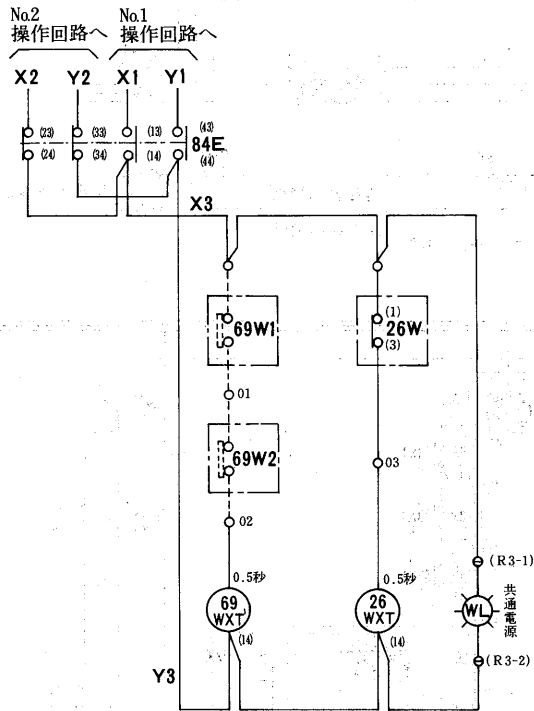 No.2
操作回路へ
No.1
操作回路へ
X2 Y2 X1 Y1
(23) (33) (13) (43)
84E
(24) (34) (14) (44)
X3
69W1
(1)
26W
(3)
01
69W2
03
02
(R3-1)
0.5秒
0.5秒
69
WXT
(14)
26
WXT
(14)
WL
共通電源
(R3-2)
Y3